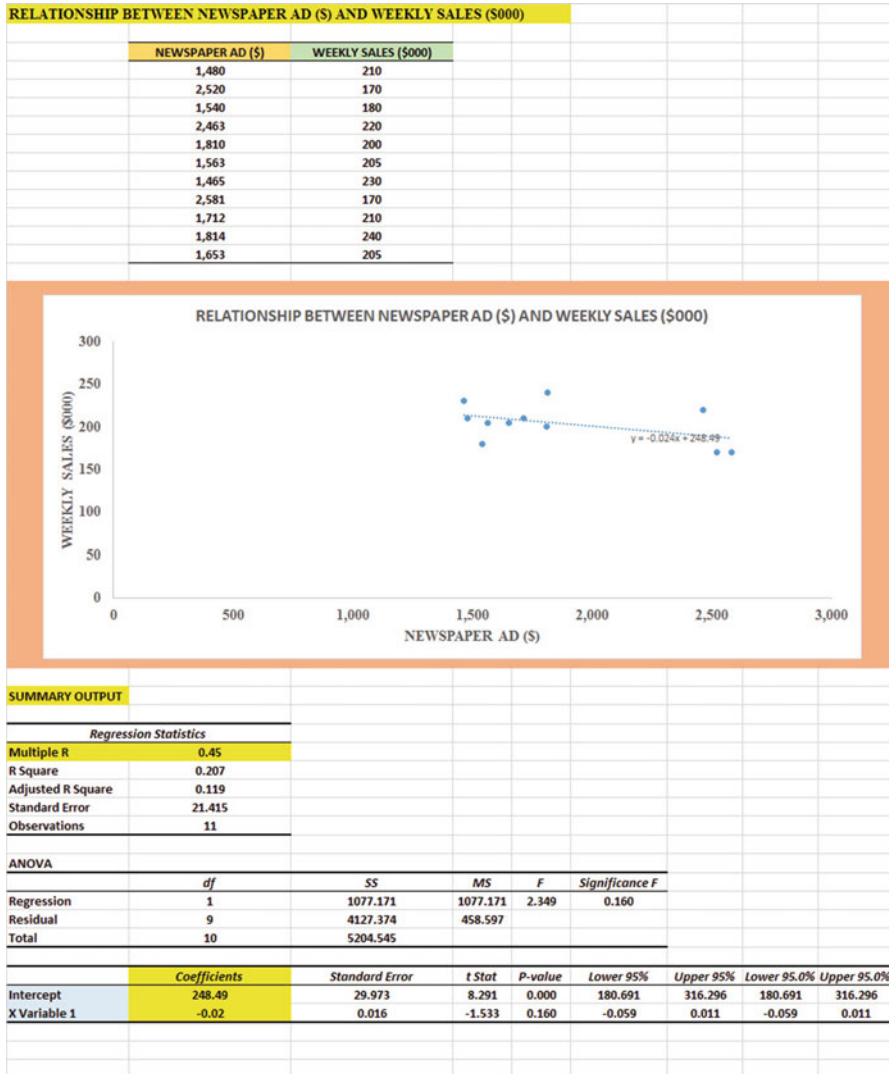 RELATIONSHIP BETWEEN NEWSPAPER AD ($) AND WEEKLY SALES ($000)
NEWSPAPER AD ($) WEEKLY SALES ($000)
1,480 210
2,520 170
1,540 180
2,463 220
1,810 200
1,563 205
1,465 230
2,581 170
1,712 210
1,814 240
1,653 205
RELATIONSHIP BETWEEN NEWSPAPER AD ($) AND WEEKLY SALES ($000)
300
250
200
150
100
50
0
WEEKLY SALES ($000)
y = -0.024x + 248.49
0 500 1,000 1,500 2,000 2,500 3,000
NEWSPAPER AD ($)
SUMMARY OUTPUT
Regression Statistics
Multiple R 0.45
R Square 0.207
Adjusted R Square 0.119
Standard Error 21.415
Observations 11
ANOVA
df SS MS F Significance F
Regression 1 1077.171 1077.171 2.349 0.160
Residual 9 4127.374 458.597
Total 10 5204.545
Coefficients Standard Error t Stat P-value Lower 95% Upper 95% Lower 95.0% Upper 95.0%
Intercept 248.49 29.973 8.291 0.000 180.691 316.296 180.691 316.296
X Variable 1 -0.02 0.016 -1.533 0.160 -0.059 0.011 -0.059 0.011